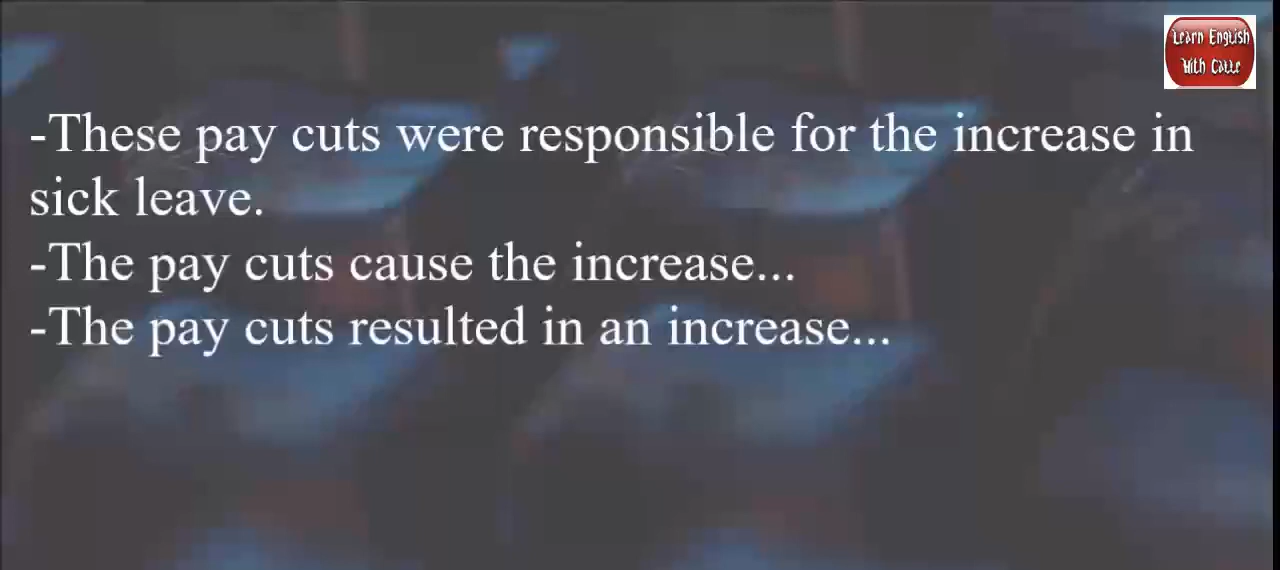 Learn English
With Catte
-These pay cuts were responsible for the increase in
sick leave.
-The pay cuts cause the increase...
-The pay cuts resulted in an increase...